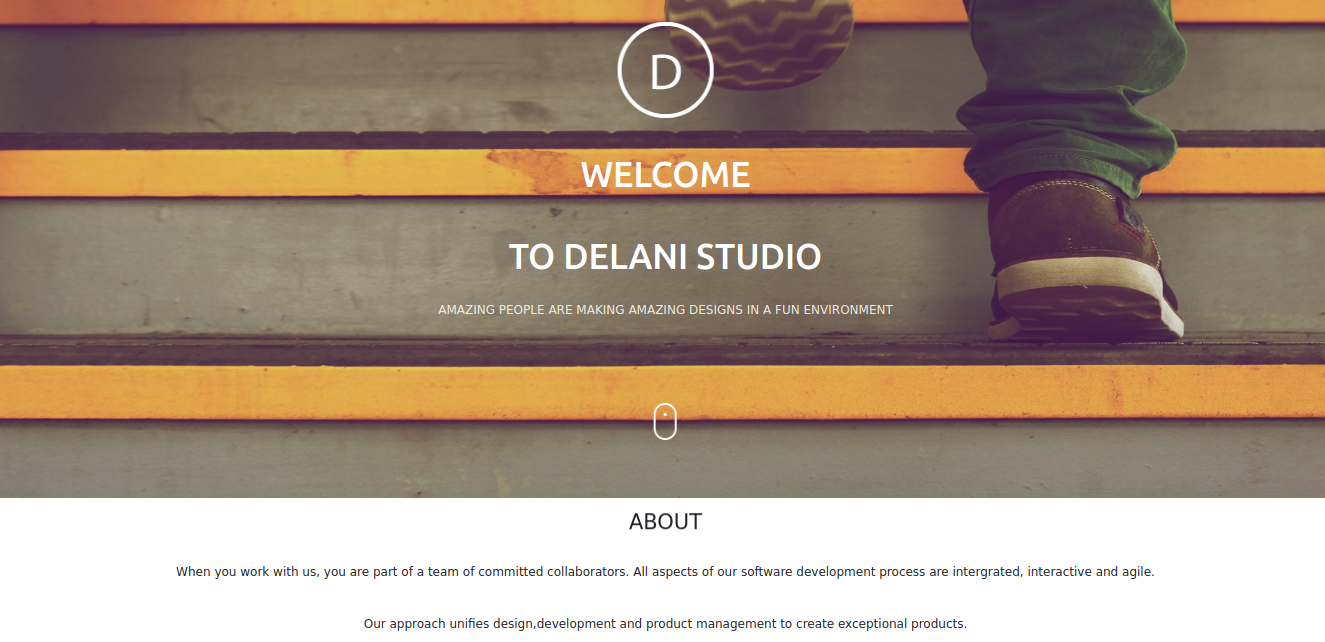 D
WELCOME
TO DELANI STUDIO
AMAZING PEOPLE ARE MAKING AMAZING DESIGNS IN A FUN ENVIRONMENT
ABOUT
When you work with us, you are part of a team of committed collaborators. All aspects of our software development process are intergrated, interactive and agile.
Our approach unifies design,development and product management to create exceptional products.